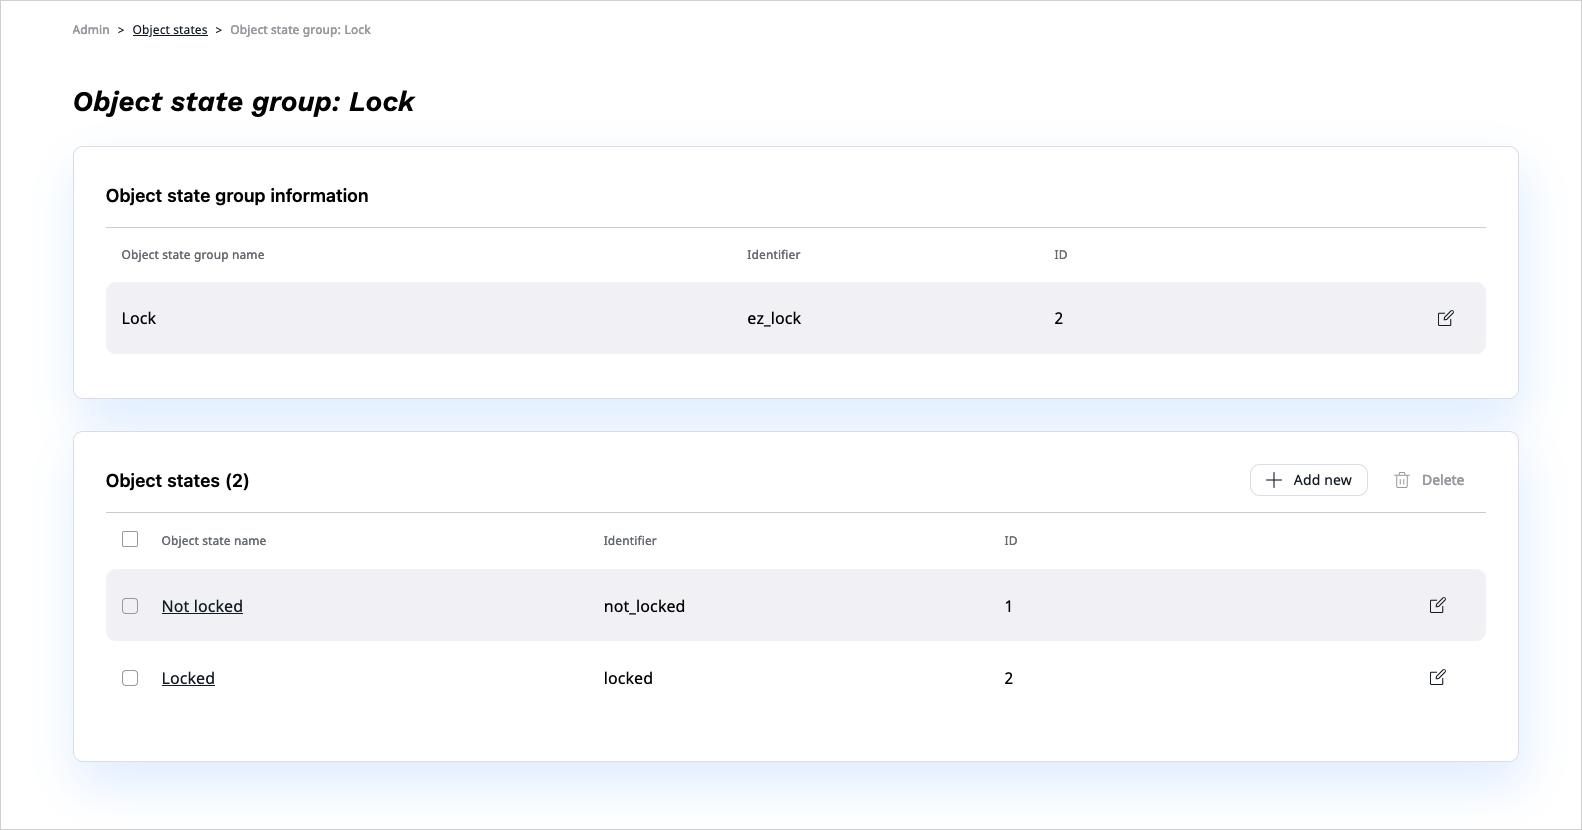 Admin > Object states > Object state group: Lock
Object state group: Lock
Object state group information
Object state group name Identifier ID
Lock ez_lock 2
Object states (2) Add new Delete
Object state name Identifier ID
Not locked not_locked 1
Locked locked 2